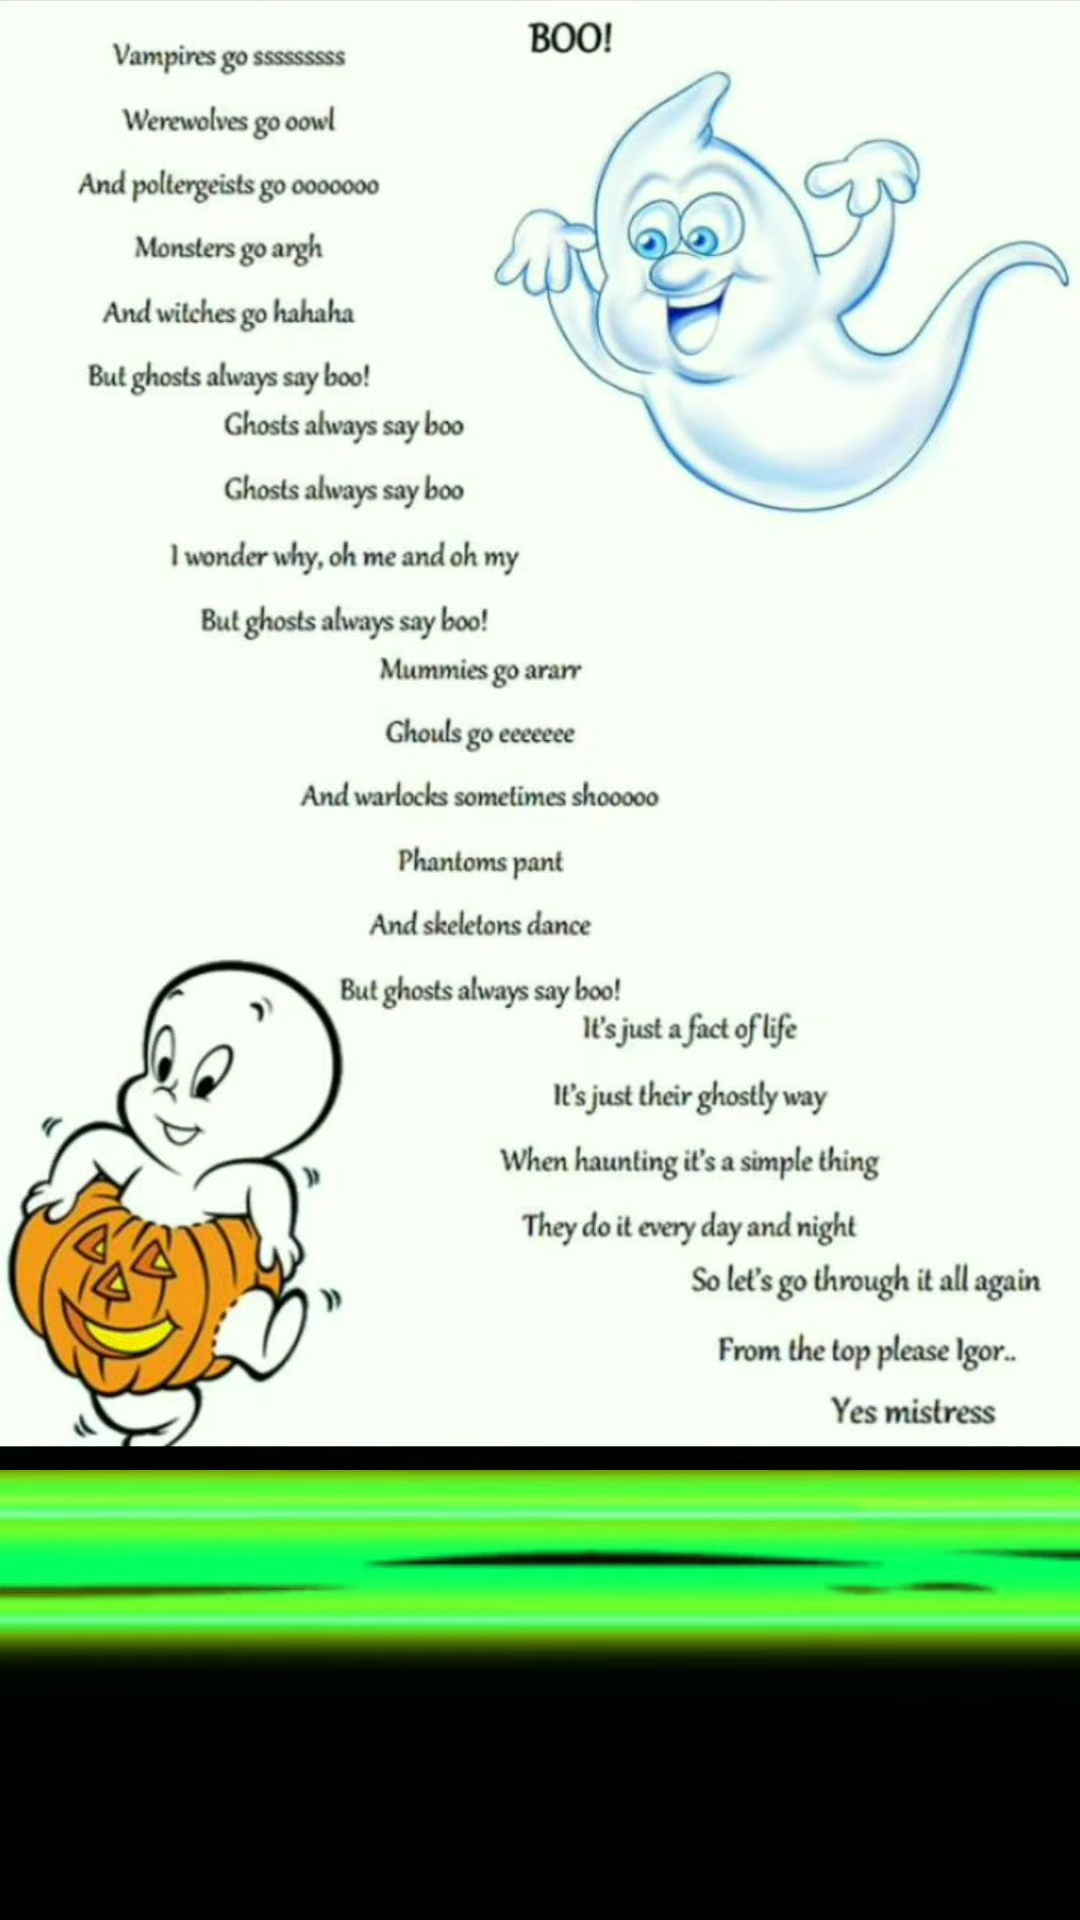 BOO!
Vampires go sssssssss
Werewolves go oowl
And poltergeists go ooooooo
Monsters go argh
And witches go hahaha
But ghosts always say boo!
Ghosts always say boo
Ghosts always say boo
I wonder why, oh me and oh my
But ghosts always say boo!
Mummies go ararr
Ghouls go eeeeeee
And warlocks sometimes shooooo
Phantoms pant
And skeletons dance
But ghosts always say boo!
It's just a fact of life
It's just their ghostly way
When haunting it's a simple thing
They do it every day and night
So let's go through it all again
From the top please Igor..
Yes mistress